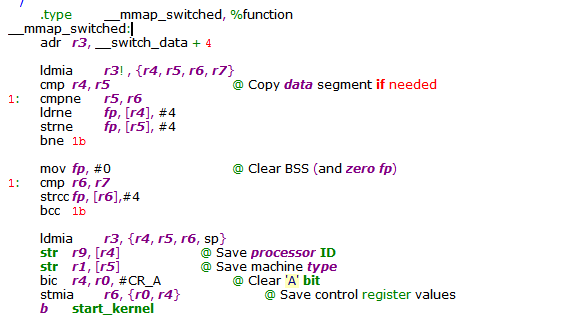 /
.type __mmap_switched, %function
__mmap_switched:
adr r3, __switch_data + 4
ldmia r3!, {r4, r5, r6, r7}
cmp r4, r5 @ Copy data segment if needed
1: cmpne r5, r6
ldrne fp, [r4], #4
strne fp, [r5], #4
bne 1b
mov fp, #0 @ Clear BSS (and zero fp)
1: cmp r6, r7
strcc fp, [r6],#4
bcc 1b
ldmia r3, {r4, r5, r6, sp}
str r9, [r4] @ Save processor ID
str r1, [r5] @ Save machine type
bic r4, r0, #CR_A @ Clear 'A' bit
stmia r6, {r0, r4} @ Save control register values
b start_kernel